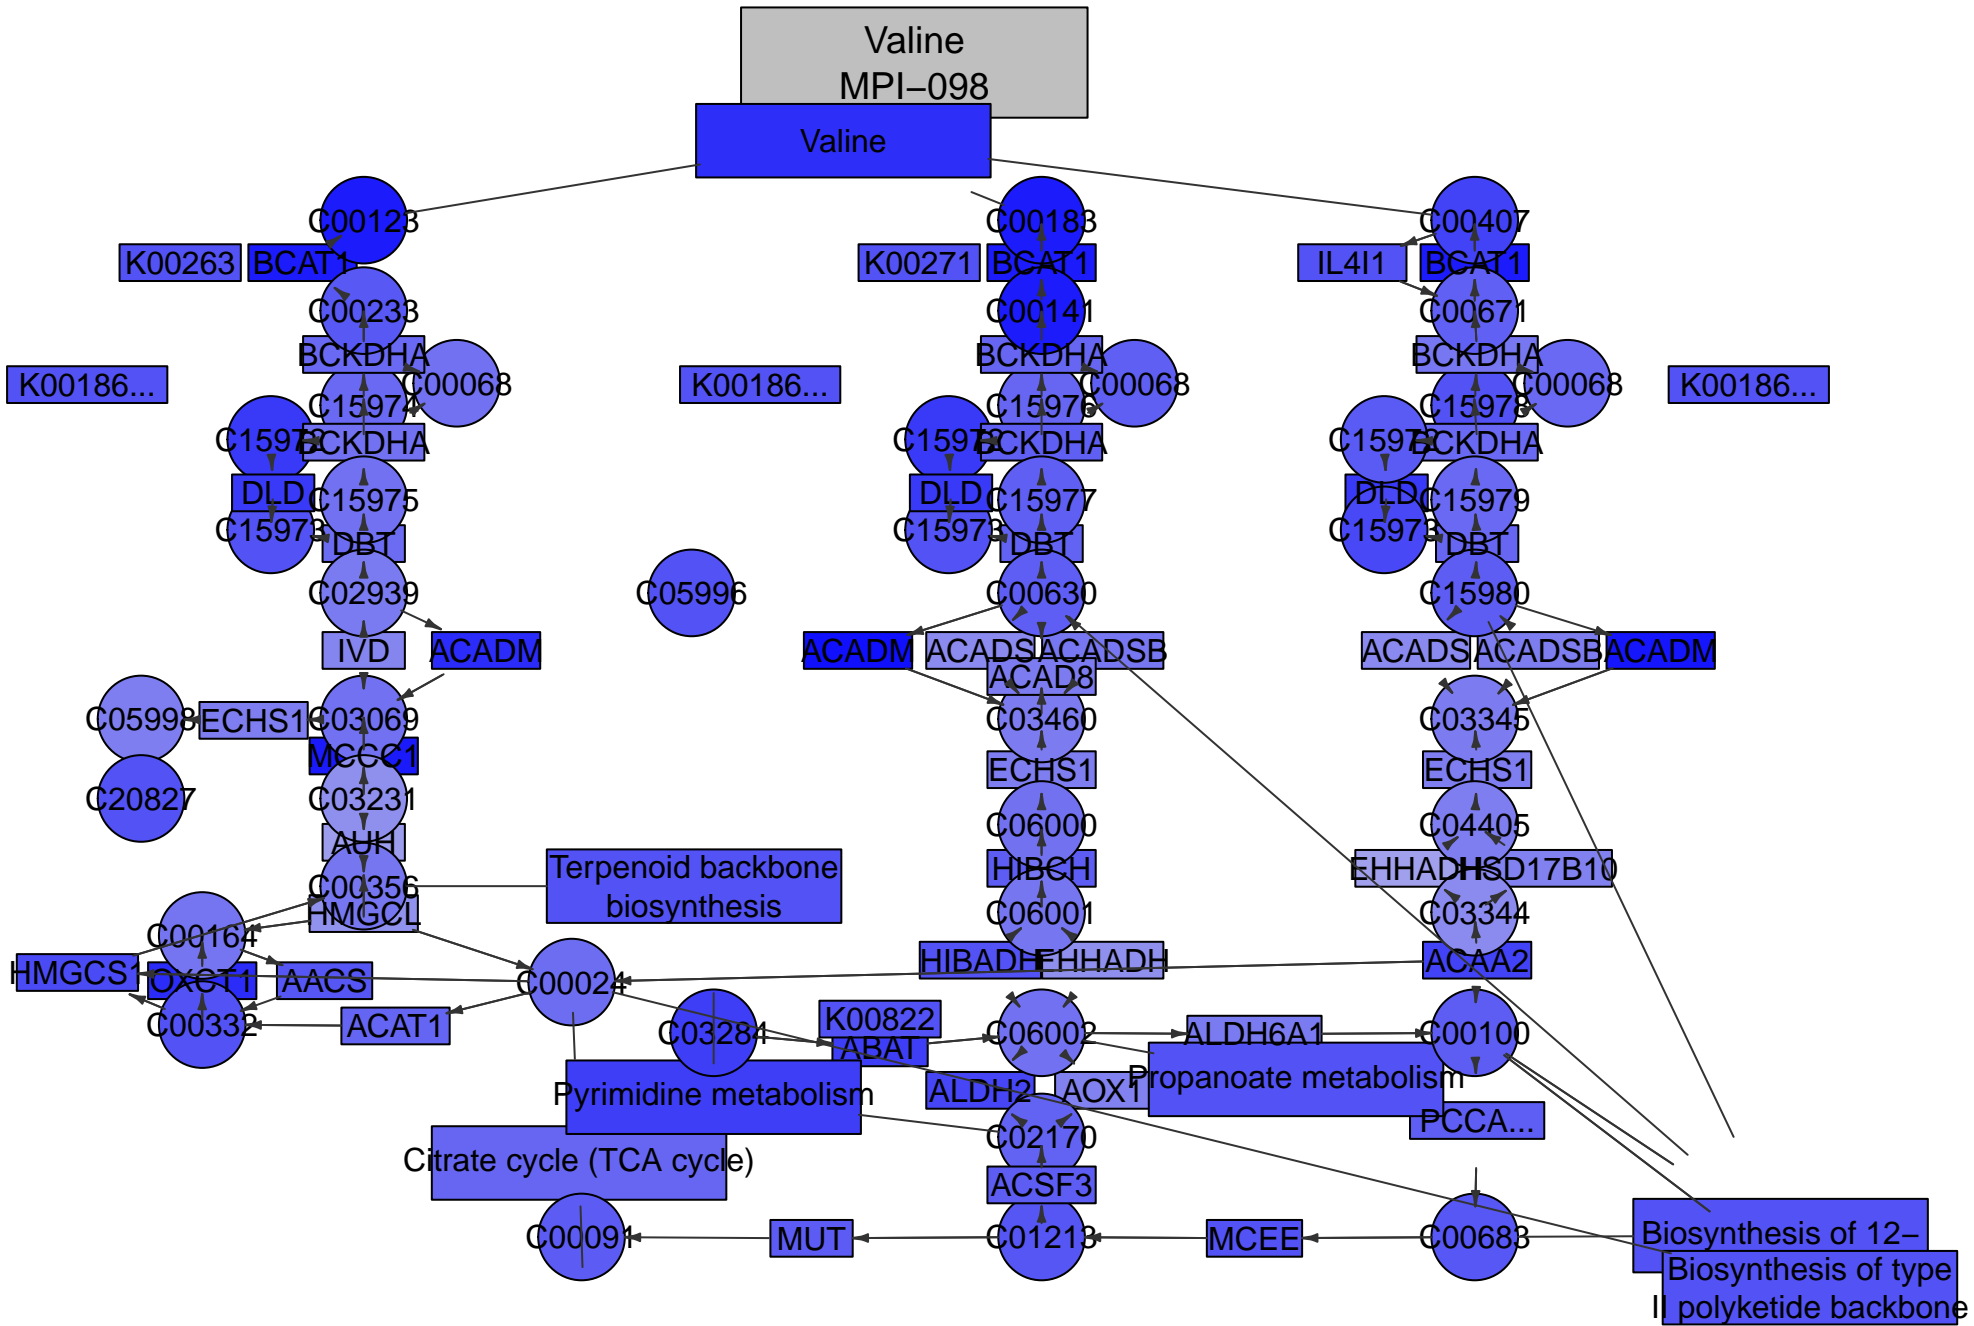 Valine
MPI−098
Valine
C00123
C00183
C00407
K00263
BCAT1
K00271
BCAT1
IL4I1
BCAT1
C00233
C00141
C00671
BCKDHA
BCKDHA
BCKDHA
K00186...
C00068
K00186...
C00068
C00068
K00186...
C15974
C15976
C15978
C15972
BCKDHA
C15972
BCKDHA
C15972
BCKDHA
DLD
C15975
DLD
C15977
DLD
C15979
C15973
DBT
C15973
DBT
C15973
DBT
C02939
C05996
C00630
C15980
IVD
ACADM
ACADM
ACADS
ACADSB
ACADS
ACADSB
ACADM
ACAD8
C05998
ECHS1
C03069
C03460
C03345
MCCC1
ECHS1
ECHS1
C20827
C03231
C06000
C04405
AUH
Terpenoid backbone
biosynthesis
HIBCH
EHHADH
HSD17B10
C00356
HMGCL
C06001
C03344
C00164
HIBADH
EHHADH
ACAA2
HMGCS1
OXCT1
AACS
C00024
C00332
ACAT1
C03284
K00822
ABAT
C06002
ALDH6A1
C00100
Pyrimidine metabolism
ALDH2
AOX1
Propanoate metabolism
PCCA...
C02170
Citrate cycle (TCA cycle)
ACSF3
C00091
MUT
C01213
MCEE
C00683
Biosynthesis of 12−
Biosynthesis of type
II polyketide backbone